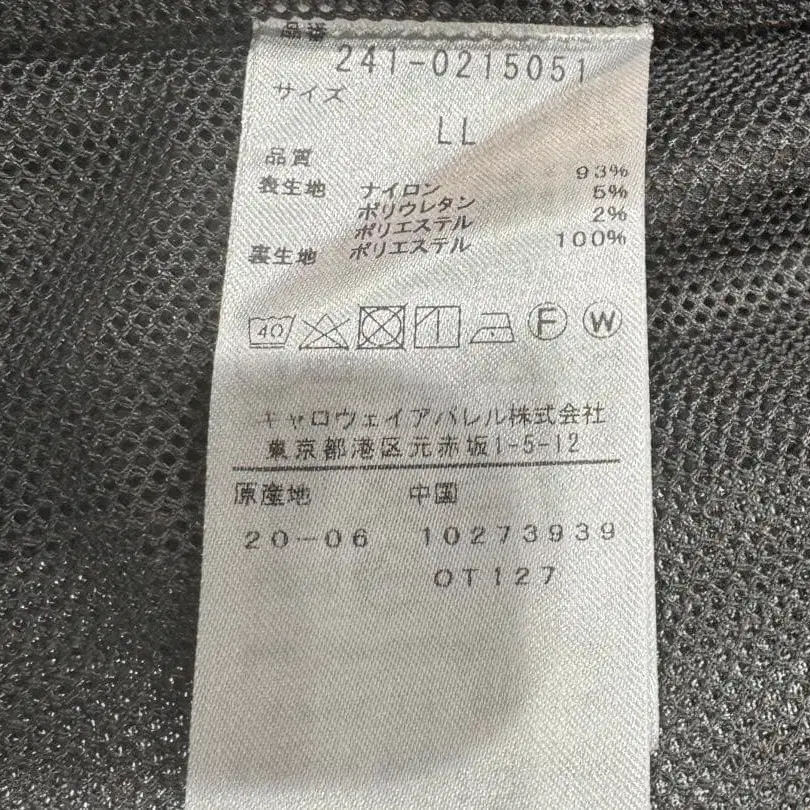 品番
241-0215051
サイズ
LL
品質
表生地 ナイロン 93%
ポリウレタン 5%
ポリエステル 2%
裏生地 ポリエステル 100%
40 F W
キャロウェイアパレル株式会社
東京都港区元赤坂1-5-12
原産地 中国
20-06 10273939
OT127